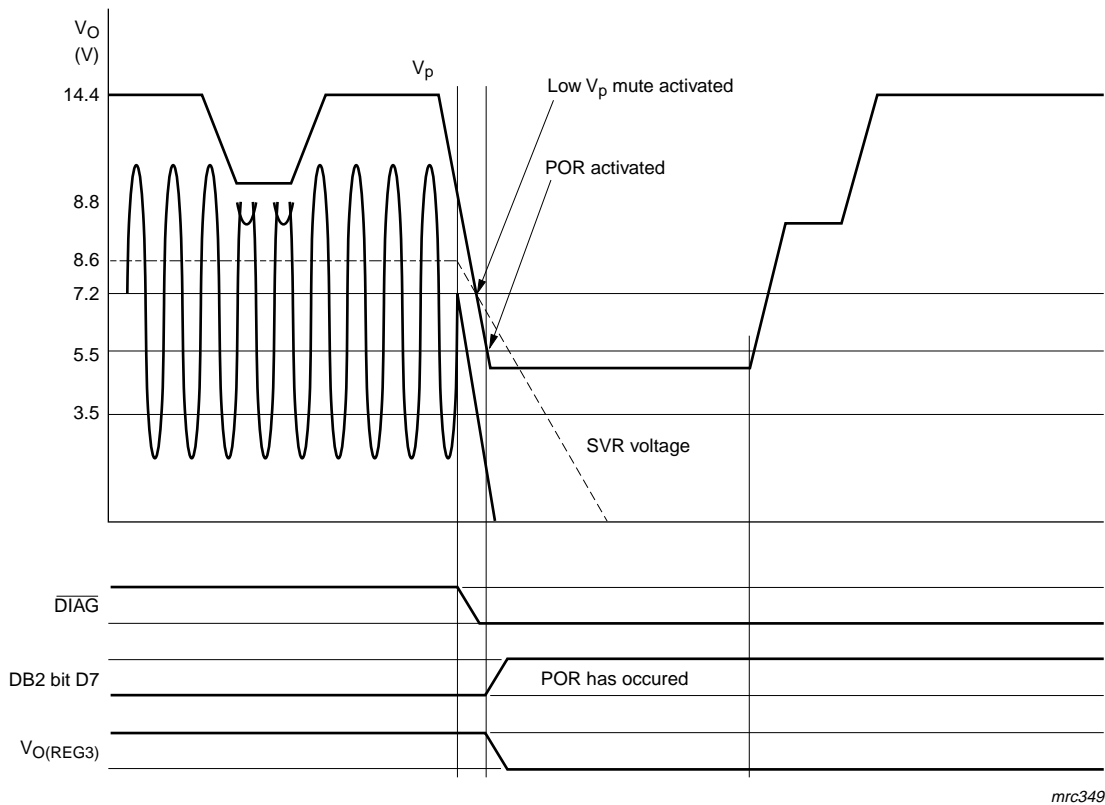 VO
(V)
Vp
14.4
Low Vp mute activated
POR activated
8.8
8.6
7.2
5.5
3.5
SVR voltage
DIAG
DB2 bit D7
POR has occured
VO(REG3)
mrc349